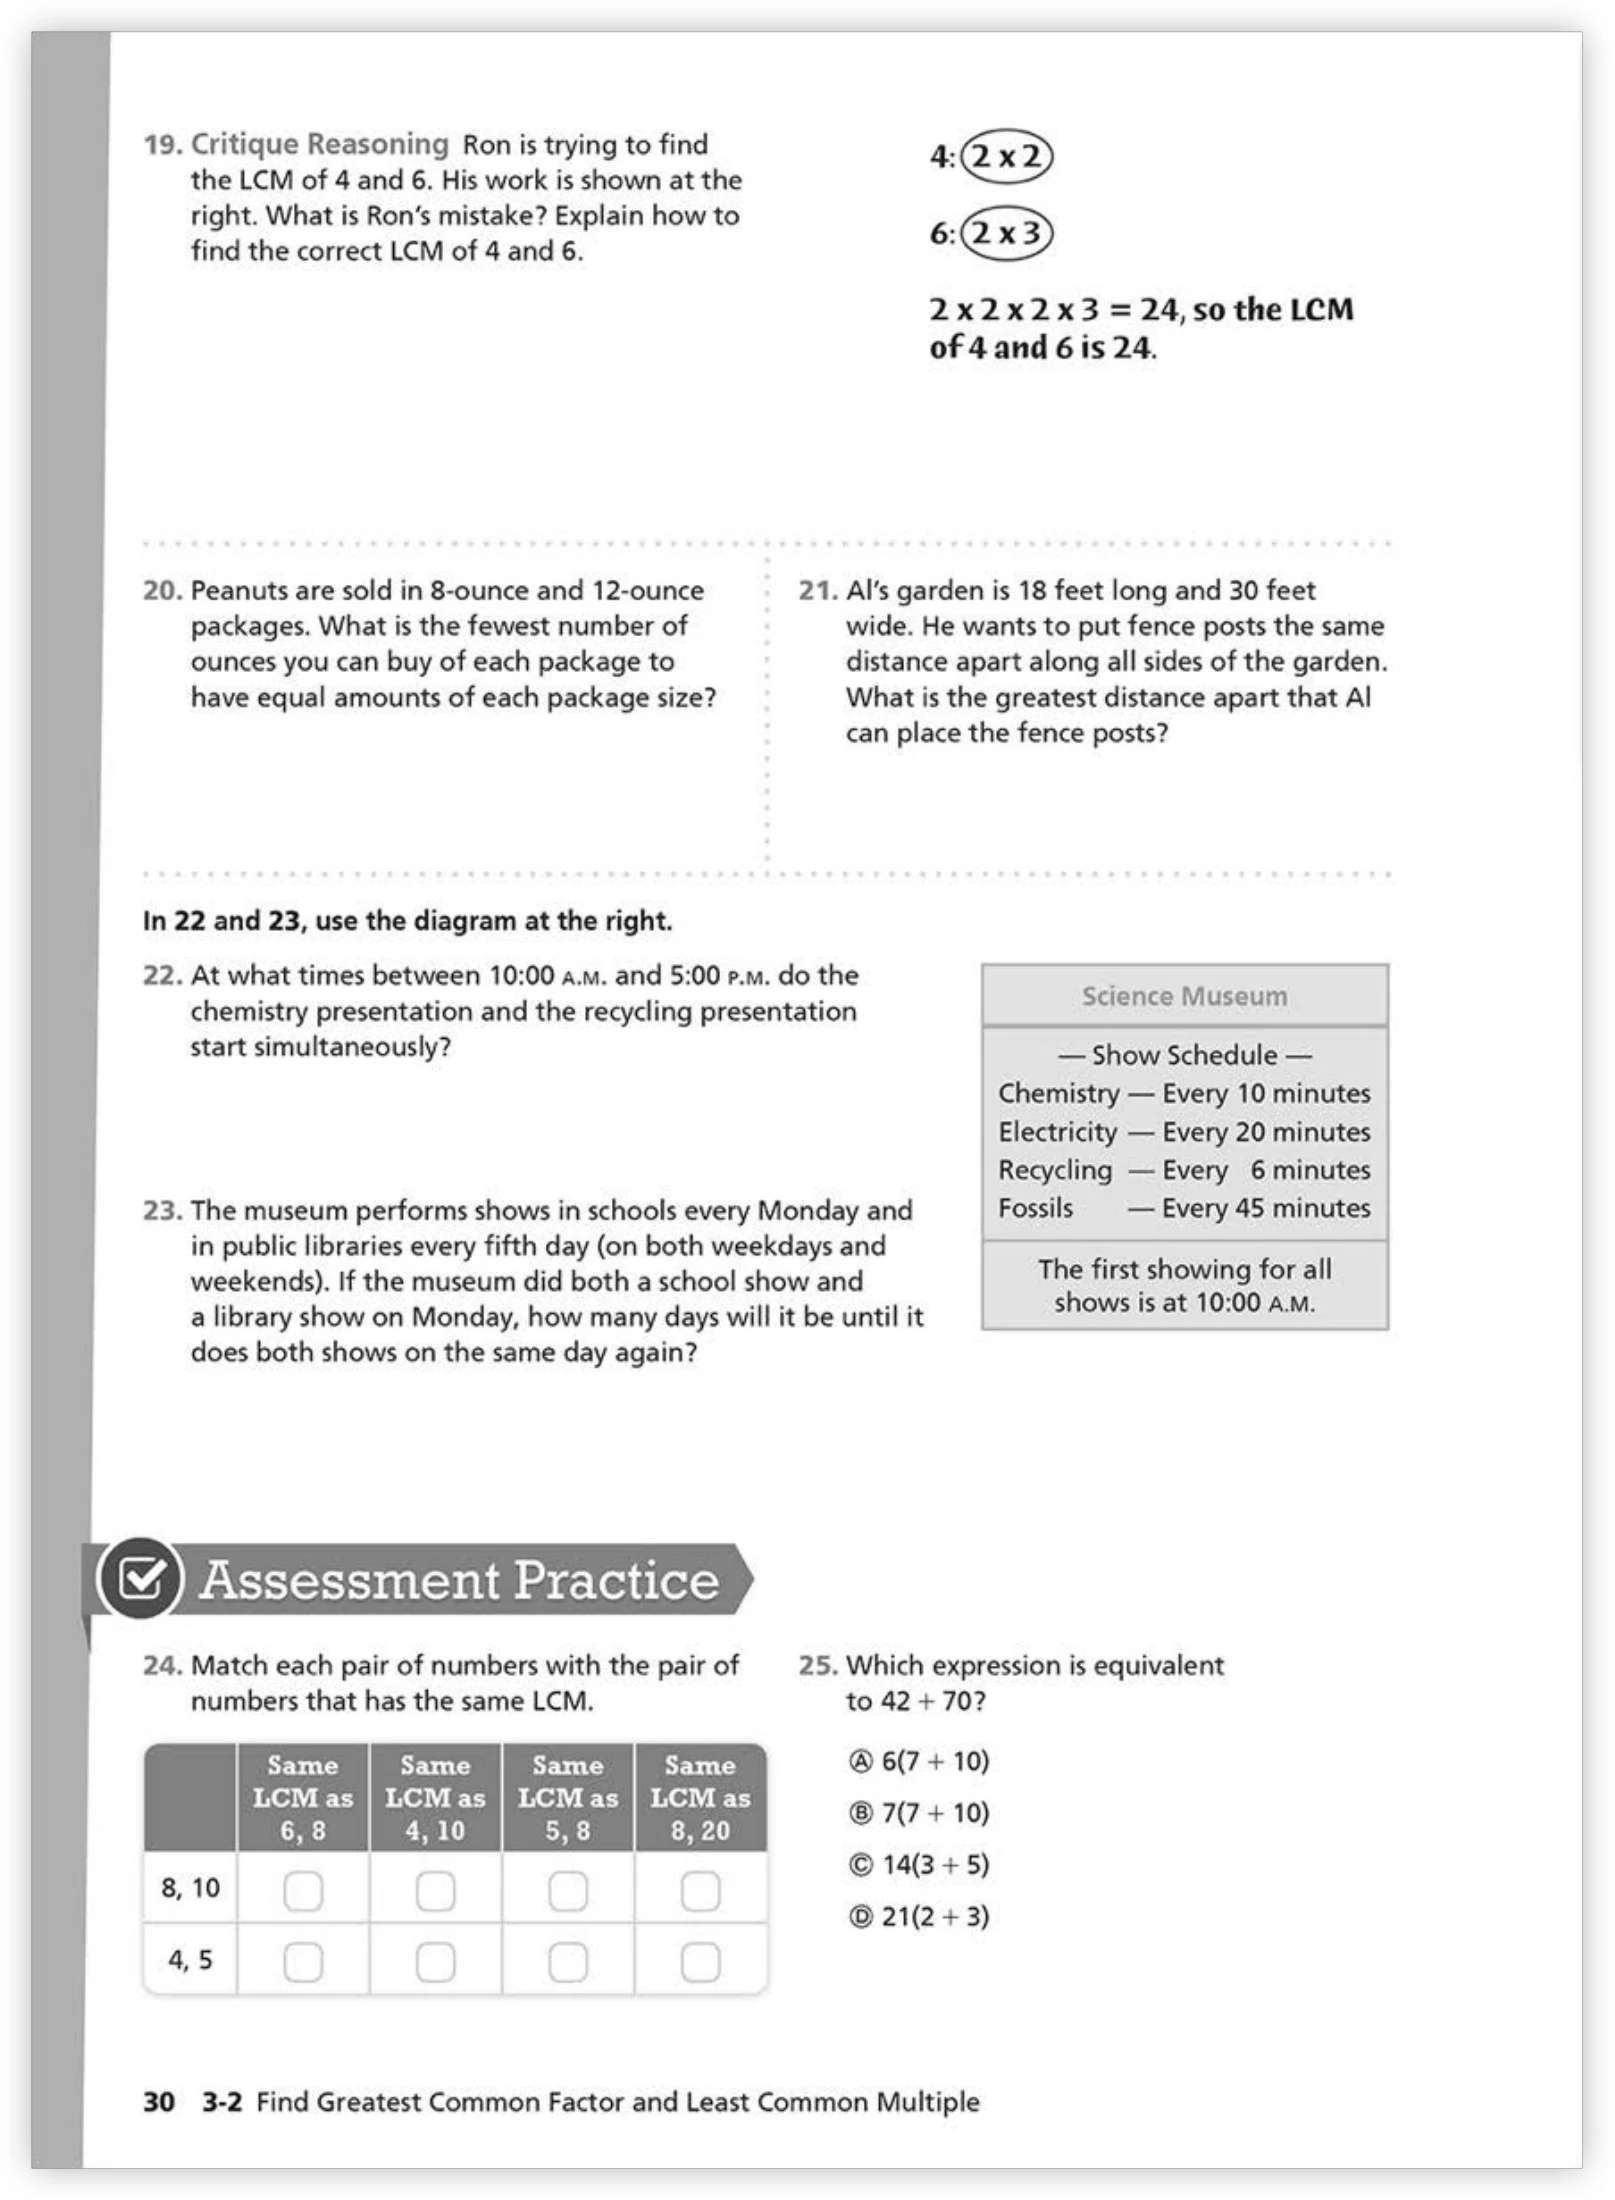 19. Critique Reasoning Ron is trying to find
the LCM of 4 and 6. His work is shown at the
right. What is Ron's mistake? Explain how to
find the correct LCM of 4 and 6.
4: 2 x 2
6: 2 x 3
2 x 2 x 2 x 3 = 24, so the LCM
of 4 and 6 is 24.
20. Peanuts are sold in 8-ounce and 12-ounce
packages. What is the fewest number of
ounces you can buy of each package to
have equal amounts of each package size?
21. Al's garden is 18 feet long and 30 feet
wide. He wants to put fence posts the same
distance apart along all sides of the garden.
What is the greatest distance apart that Al
can place the fence posts?
In 22 and 23, use the diagram at the right.
22. At what times between 10:00 A.M. and 5:00 P.M. do the
chemistry presentation and the recycling presentation
start simultaneously?
23. The museum performs shows in schools every Monday and
in public libraries every fifth day (on both weekdays and
weekends). If the museum did both a school show and
a library show on Monday, how many days will it be until it
does both shows on the same day again?
Science Museum
— Show Schedule —
Chemistry — Every 10 minutes
Electricity — Every 20 minutes
Recycling — Every 6 minutes
Fossils — Every 45 minutes
The first showing for all
shows is at 10:00 A.M.
Assessment Practice
24. Match each pair of numbers with the pair of
numbers that has the same LCM.
Same Same Same Same
LCM as LCM as LCM as LCM as
6, 8 4, 10 5, 8 8, 20
8, 10
4, 5
25. Which expression is equivalent
to 42 + 70?
Ⓐ 6(7 + 10)
Ⓑ 7(7 + 10)
Ⓒ 14(3 + 5)
Ⓓ 21(2 + 3)
30 3-2 Find Greatest Common Factor and Least Common Multiple